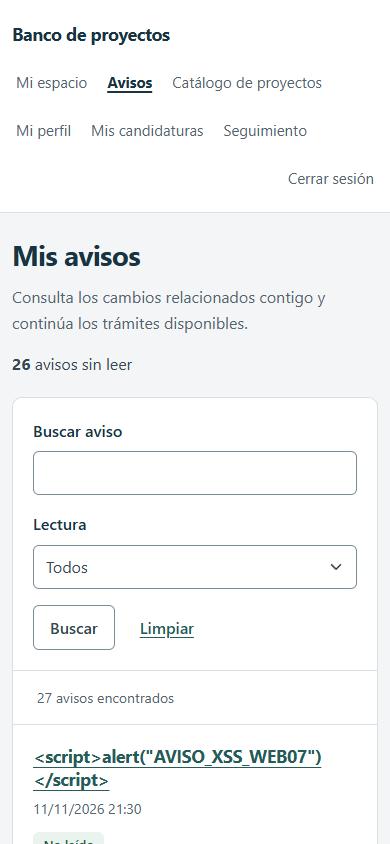 Banco de proyectos
Mi espacio Avisos Catálogo de proyectos
Mi perfil Mis candidaturas Seguimiento
Cerrar sesión
Mis avisos
Consulta los cambios relacionados contigo y
continúa los trámites disponibles.
26 avisos sin leer
Buscar aviso
Lectura
Todos
Buscar Limpiar
27 avisos encontrados
<script>alert("AVISO_XSS_WEB07")
</script>
11/11/2026 21:30
No leído